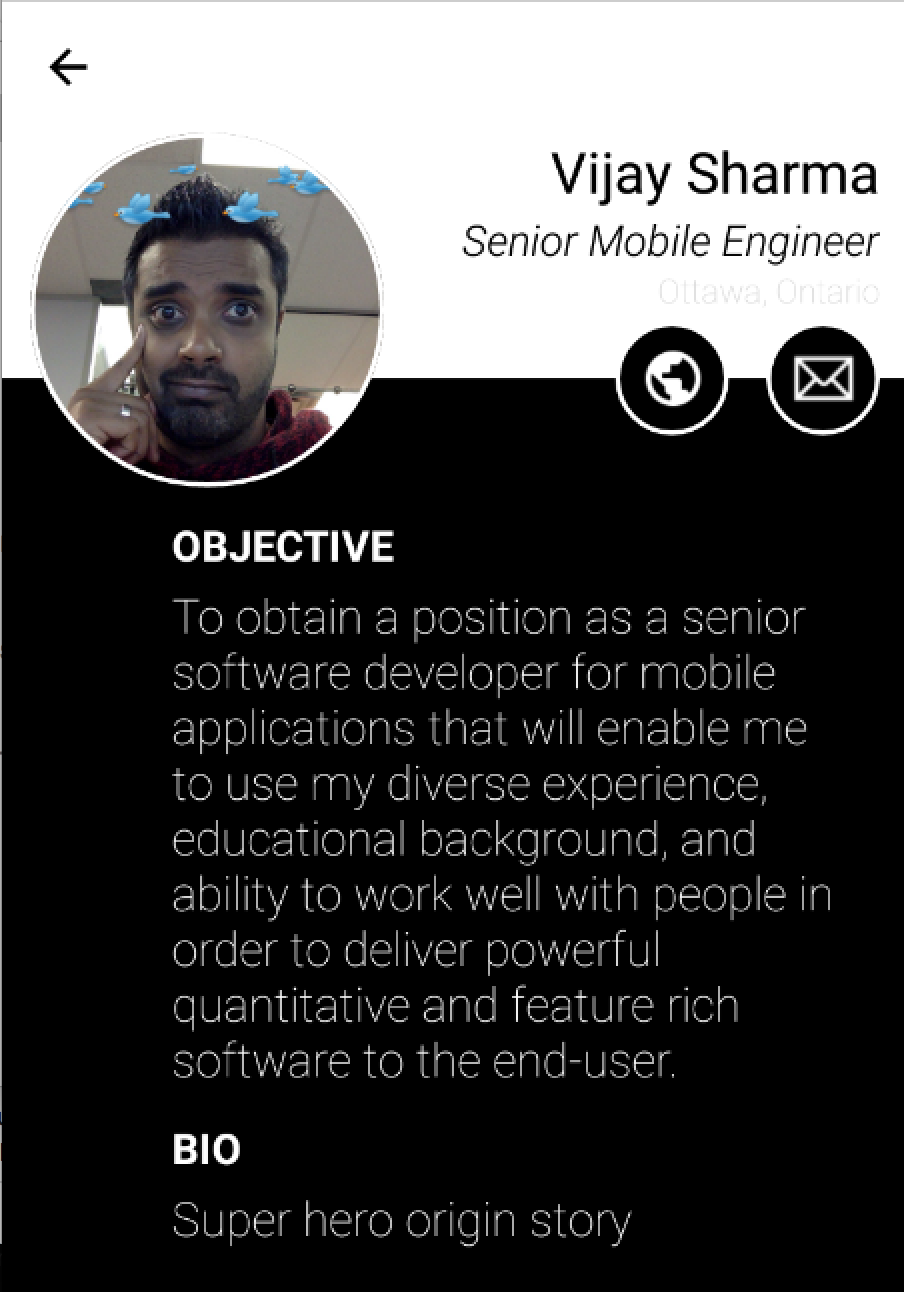 Vijay Sharma
Senior Mobile Engineer
Ottawa, Ontario
OBJECTIVE
To obtain a position as a senior
software developer for mobile
applications that will enable me
to use my diverse experience,
educational background, and
ability to work well with people in
order to deliver powerful
quantitative and feature rich
software to the end-user.
BIO
Super hero origin story